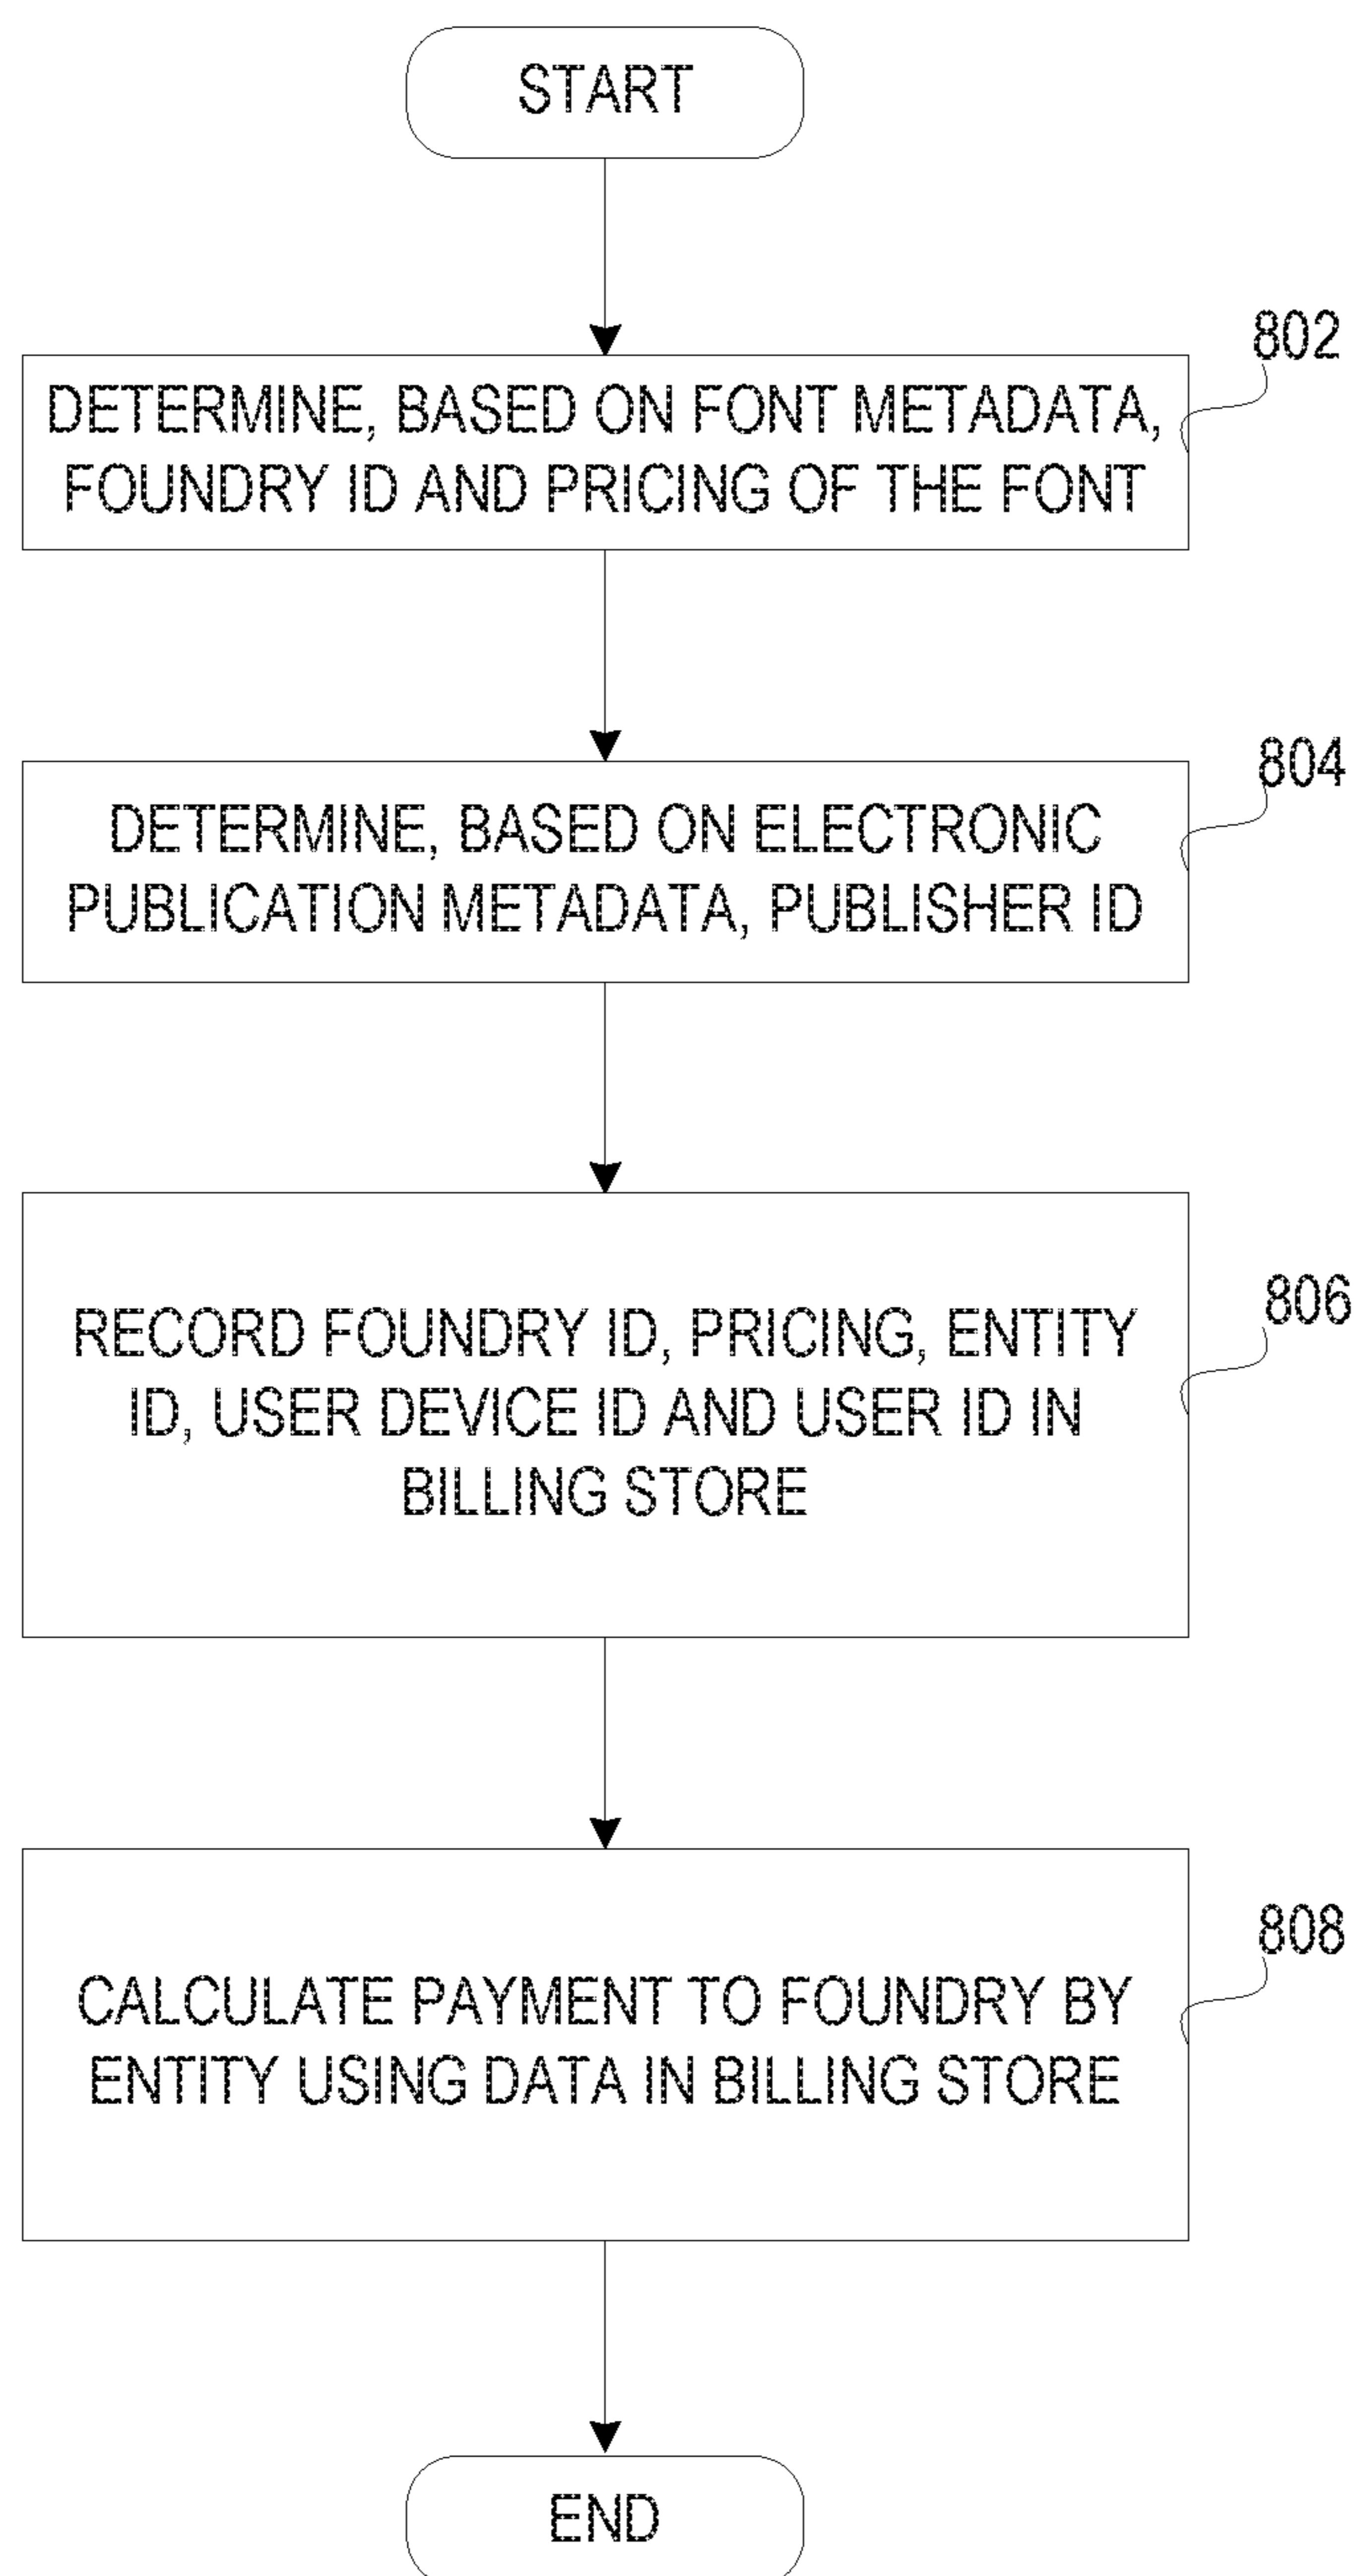 START
802
DETERMINE, BASED ON FONT METADATA,
FOUNDRY ID AND PRICING OF THE FONT
804
DETERMINE, BASED ON ELECTRONIC
PUBLICATION METADATA, PUBLISHER ID
806
RECORD FOUNDRY ID, PRICING, ENTITY
ID, USER DEVICE ID AND USER ID IN
BILLING STORE
808
CALCULATE PAYMENT TO FOUNDRY BY
ENTITY USING DATA IN BILLING STORE
END